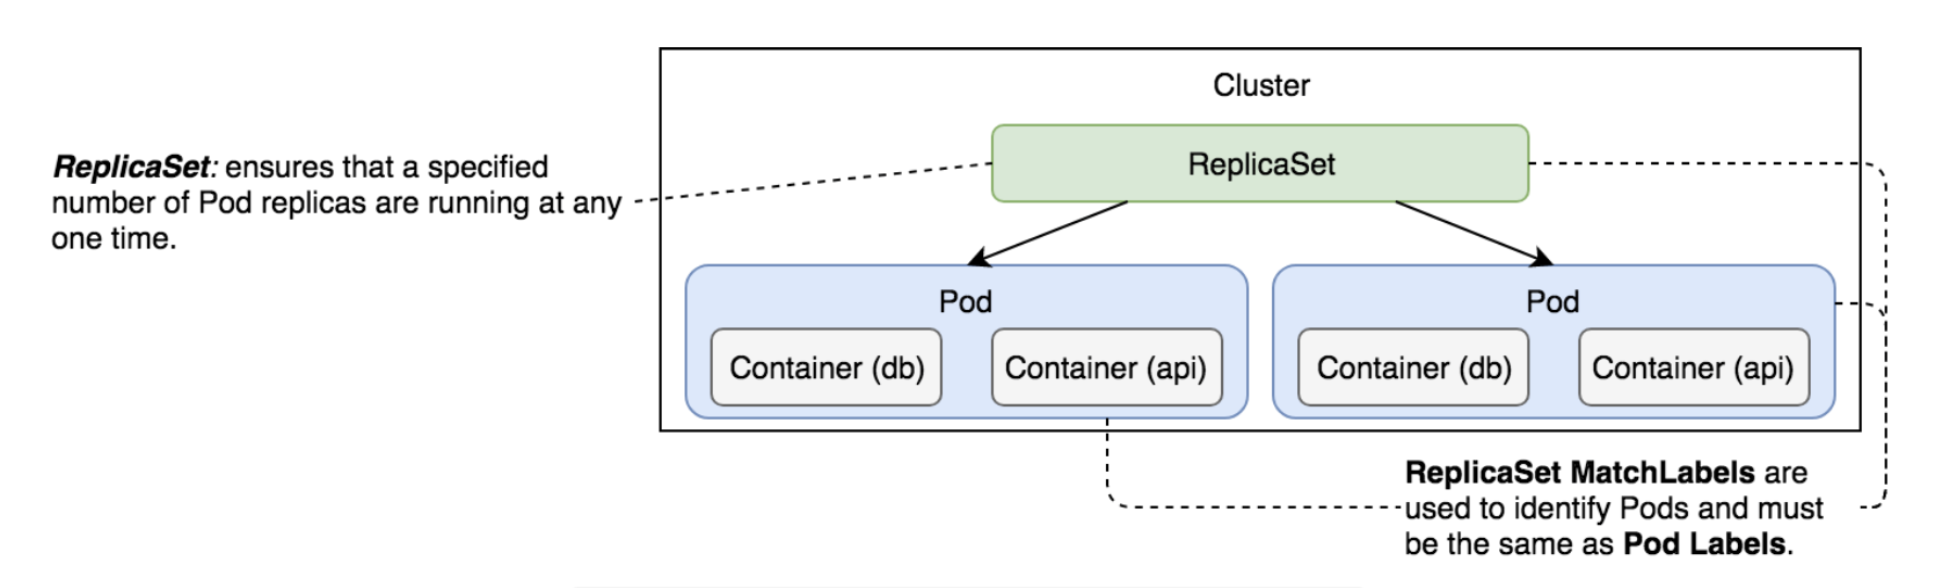 Cluster
ReplicaSet
ReplicaSet: ensures that a specified
number of Pod replicas are running at any
one time.
Pod
Pod
Container (db)
Container (api)
Container (db)
Container (api)
ReplicaSet MatchLabels are
used to identify Pods and must
be the same as Pod Labels.